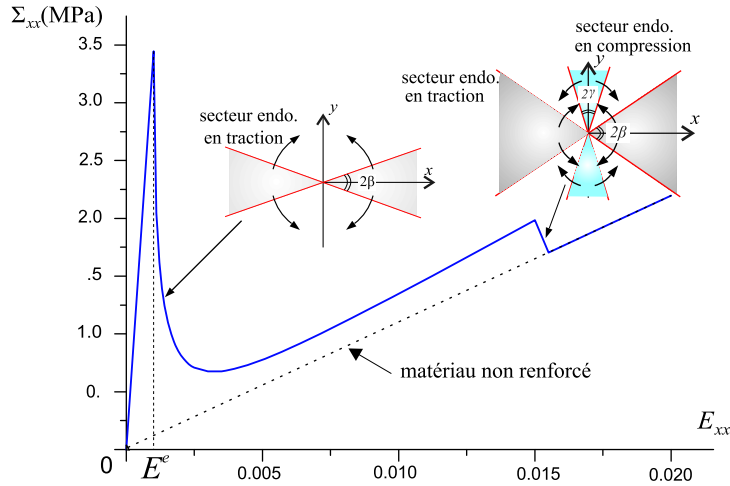 Σxx(MPa)
3.5
3.0
2.5
2.0
.5
1.0
0.
0
E^e
0.005
0.010
0.015
0.020
Exx
secteur endo.
en traction
y
x
2β
secteur endo.
en compression
secteur endo.
en traction
y
x
2γ
2β
matériau non renforcé